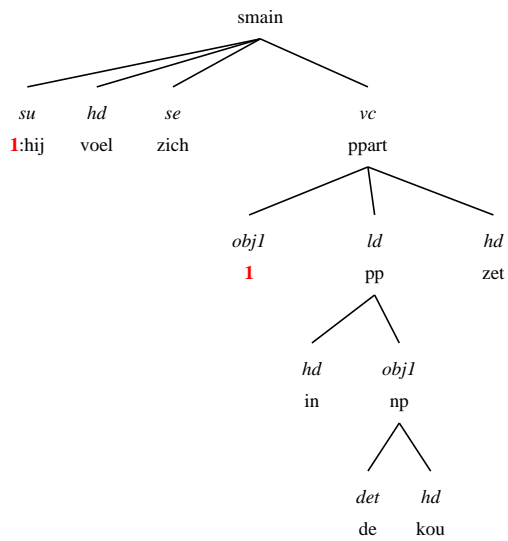 smain
su hd se vc
1:hij voel zich ppart
obj1 ld hd
1 pp zet
hd obj1
in np
det hd
de kou